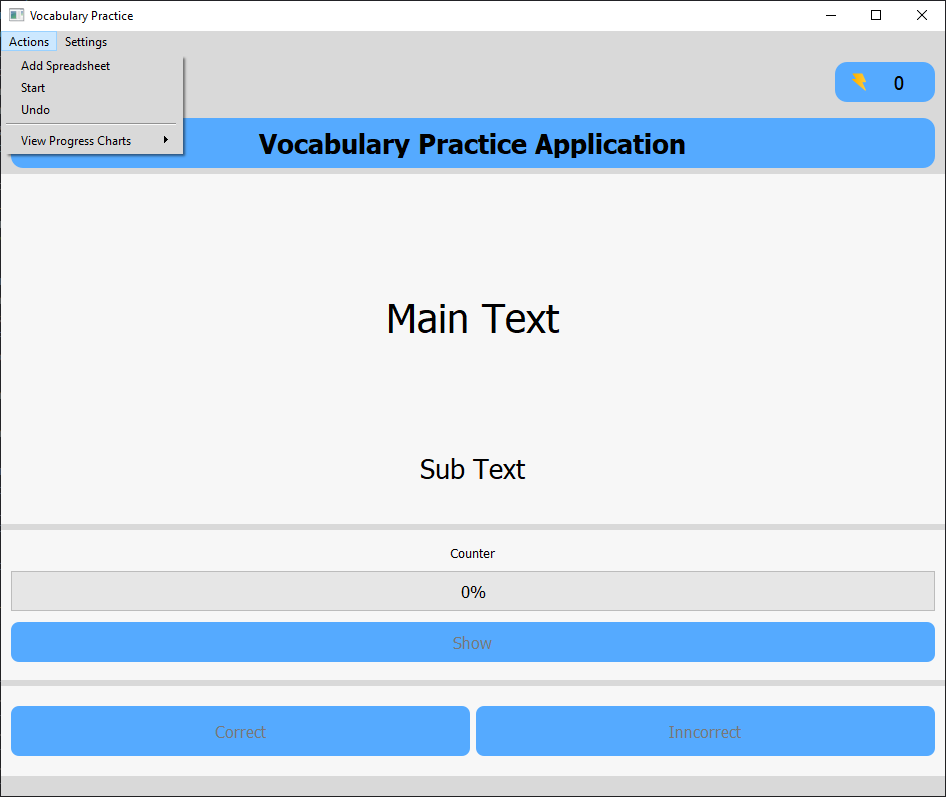 Vocabulary Practice
Actions Settings
Add Spreadsheet
Start
Undo
View Progress Charts
0
Vocabulary Practice Application
Main Text
Sub Text
Counter
0%
Show
Correct Inncorrect